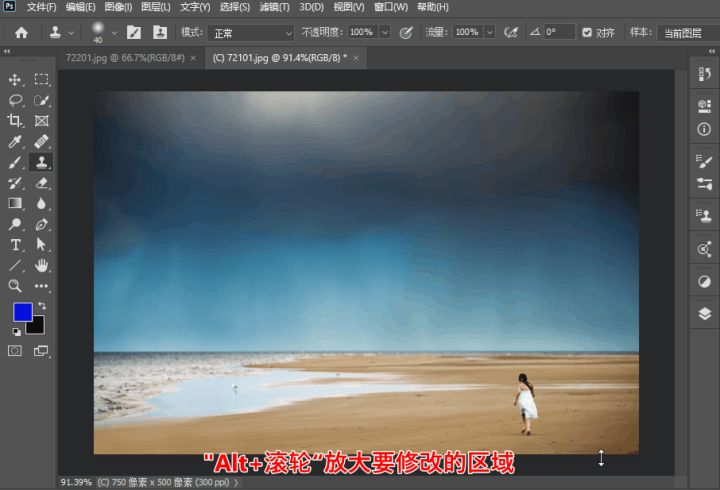 Ps 文件(F) 编辑(E) 图像(I) 图层(L) 文字(Y) 选择(S) 滤镜(T) 3D(D) 视图(V) 窗口(W) 帮助(H)
40 模式: 正常 不透明度: 100% 流量: 100% 0° 对齐 样本: 当前图层
72201.jpg @ 66.7%(RGB/8#) × (C) 72101.jpg @ 91.4%(RGB/8) * ×
"Alt+滚轮“放大要修改的区域
91.39% (C) 750 像素 x 500 像素 (300 ppi)